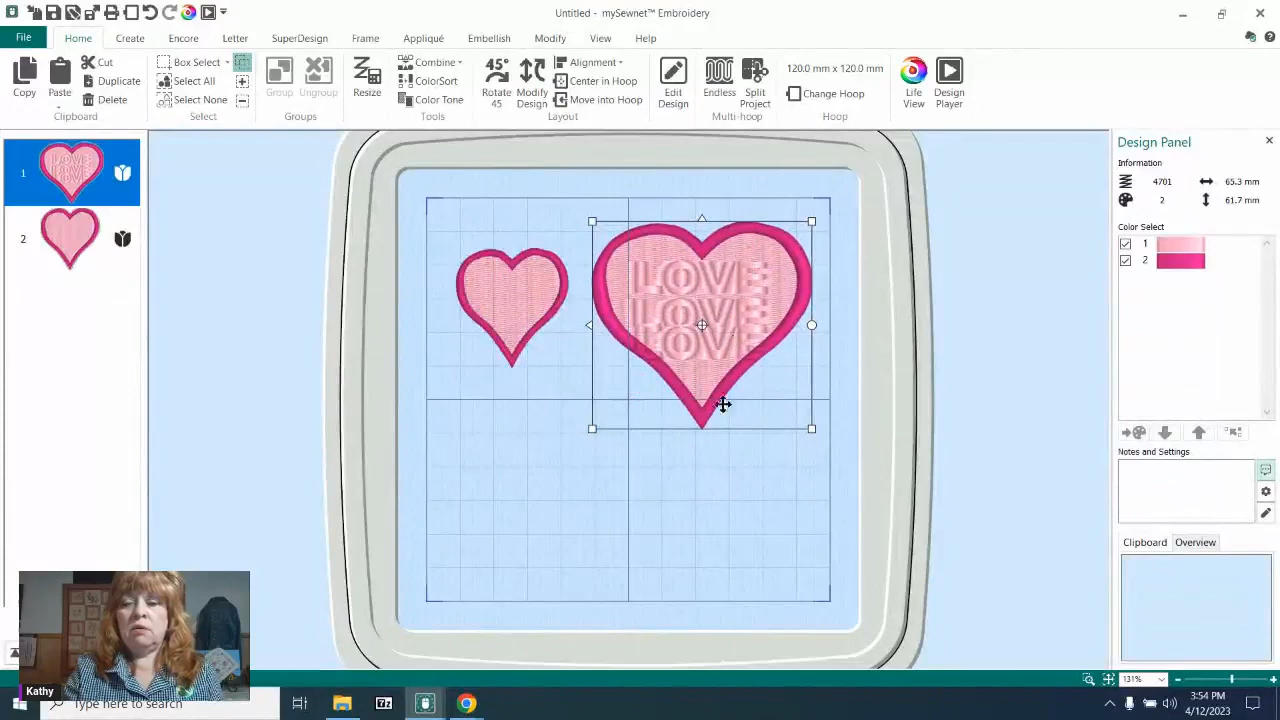 Untitled - mySewnet™ Embroidery
File Home Create Encore Letter SuperDesign Frame Appliqué Embellish Modify View Help
Copy
Paste
Cut
Duplicate
Delete
Clipboard
Box Select
Select All
Select None
Select
Group
Ungroup
Groups
Resize
Combine
ColorSort
Color Tone
Tools
Rotate 45
Modify Design
Alignment
Center in Hoop
Move into Hoop
Layout
Edit Design
Endless
Split Project
Multi-hoop
120.0 mm x 120.0 mm
Change Hoop
Hoop
Life View
Design Player
1
2
LOVE
LOVE
LOVE
LOVE
LOVE
LOVE
Design Panel
Information
4701 65.3 mm
2 61.7 mm
Color Select
1
2
Notes and Settings
Clipboard Overview
131%
Kathy
Type here to search
7z
3:54 PM
4/12/2023